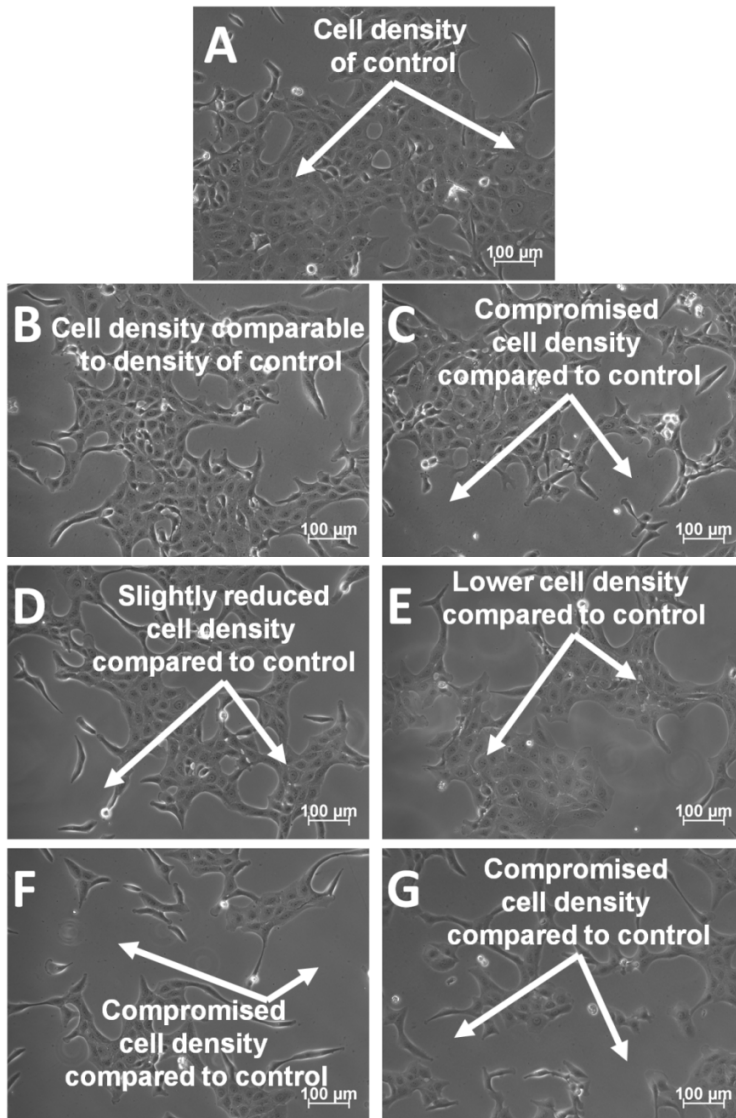 A
Cell density
of control
100 µm
B
Cell density comparable
to density of control
100 µm
C
Compromised
cell density
compared to control
100 µm
D
Slightly reduced
cell density
compared to control
100 µm
E
Lower cell density
compared to control
100 µm
F
Compromised
cell density
compared to control
100 µm
G
Compromised
cell density
compared to control
100 µm